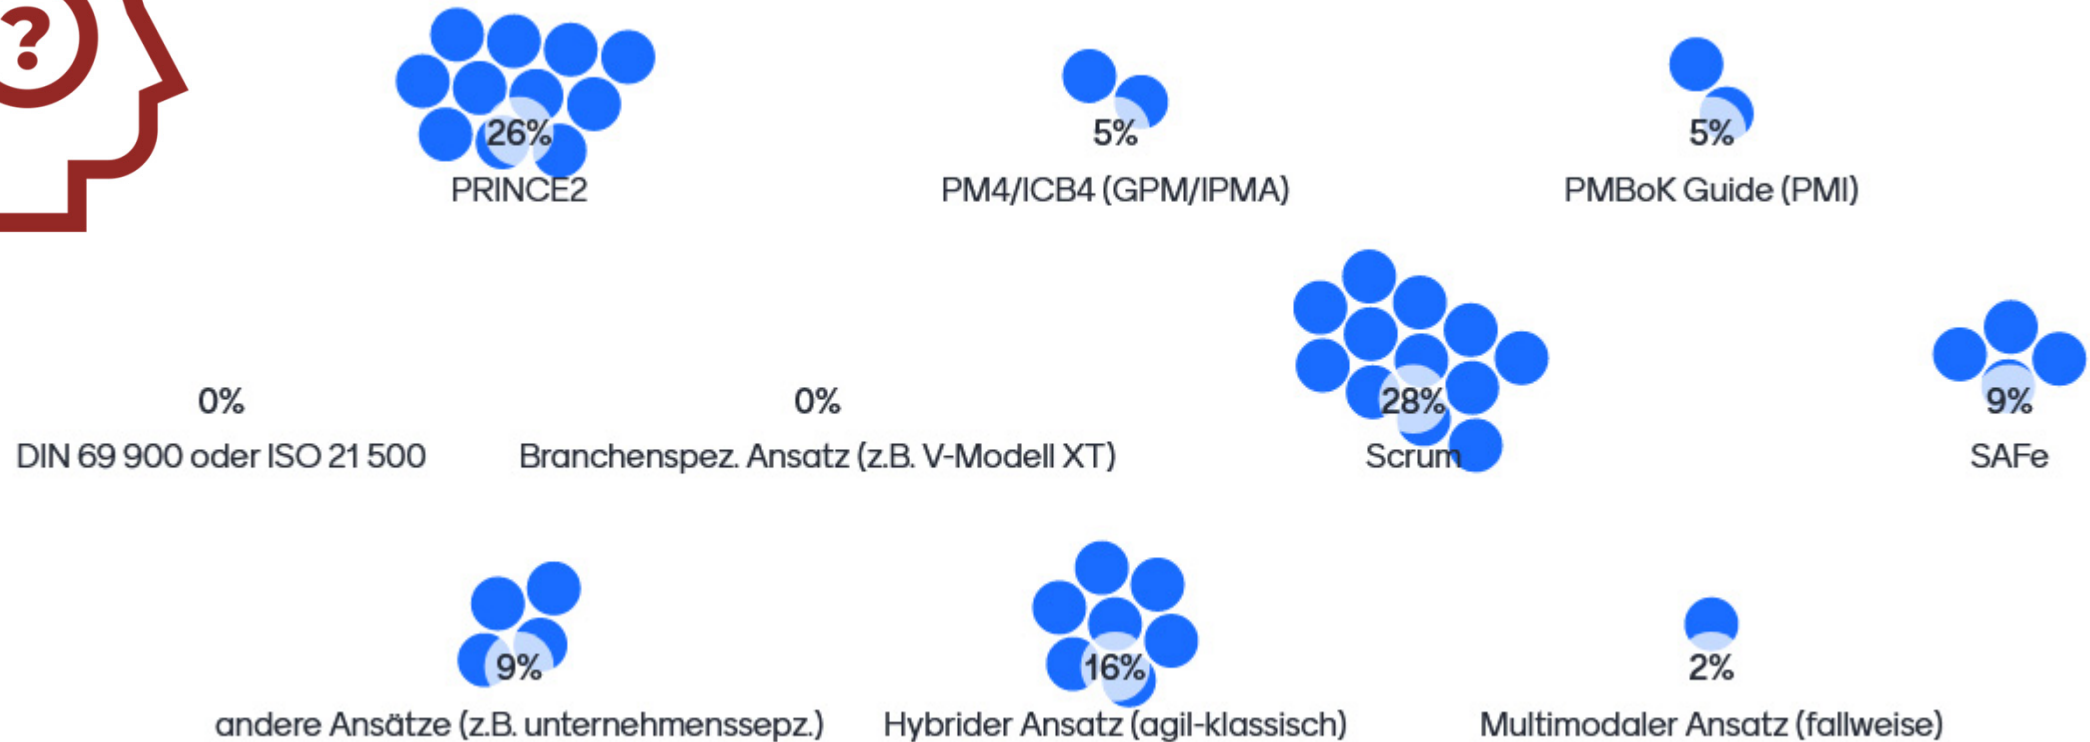 ?
26%
5%
5%
PRINCE2
PM4/ICB4 (GPM/IPMA)
PMBoK Guide (PMI)
0%
0%
28%
9%
DIN 69 900 oder ISO 21 500
Branchenspez. Ansatz (z.B. V-Modell XT)
Scrum
SAFe
9%
16%
2%
andere Ansätze (z.B. unternehmenssepz.)
Hybrider Ansatz (agil-klassisch)
Multimodaler Ansatz (fallweise)